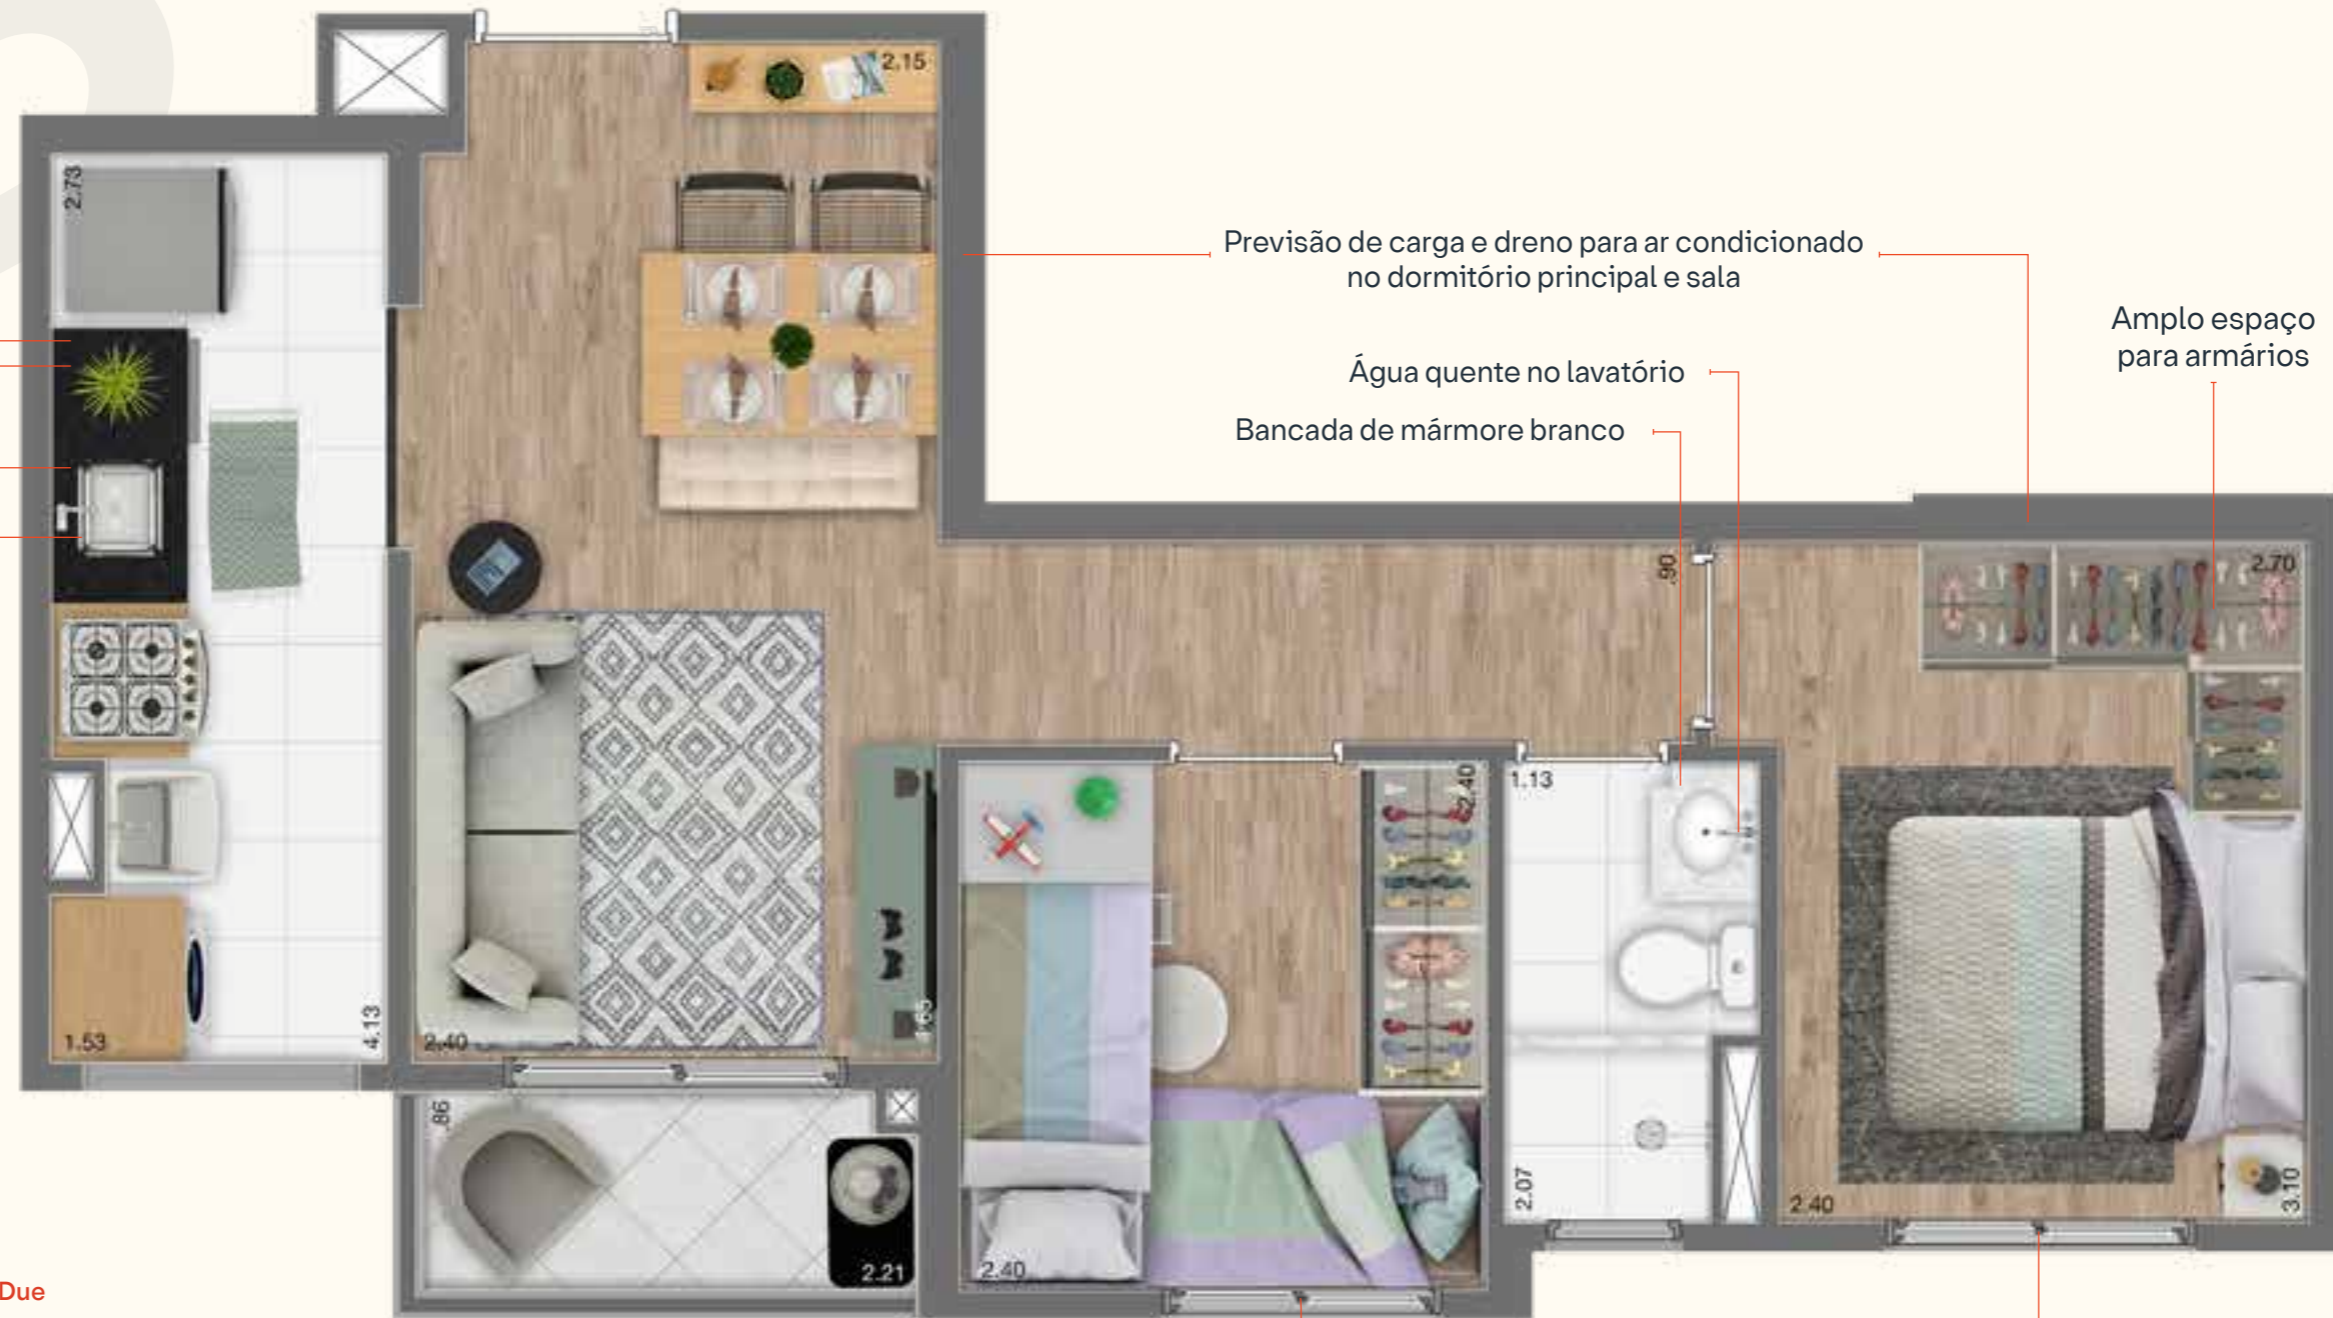 2.15
2.73
Previsão de carga e dreno para ar condicionado
no dormitório principal e sala
Amplo espaço
para armários
Água quente no lavatório
Bancada de mármore branco
.90
2.70
2.40
1.13
1.53
4.13
2.40
1.65
.86
2.21
2.40
2.07
2.40
3.10
Due